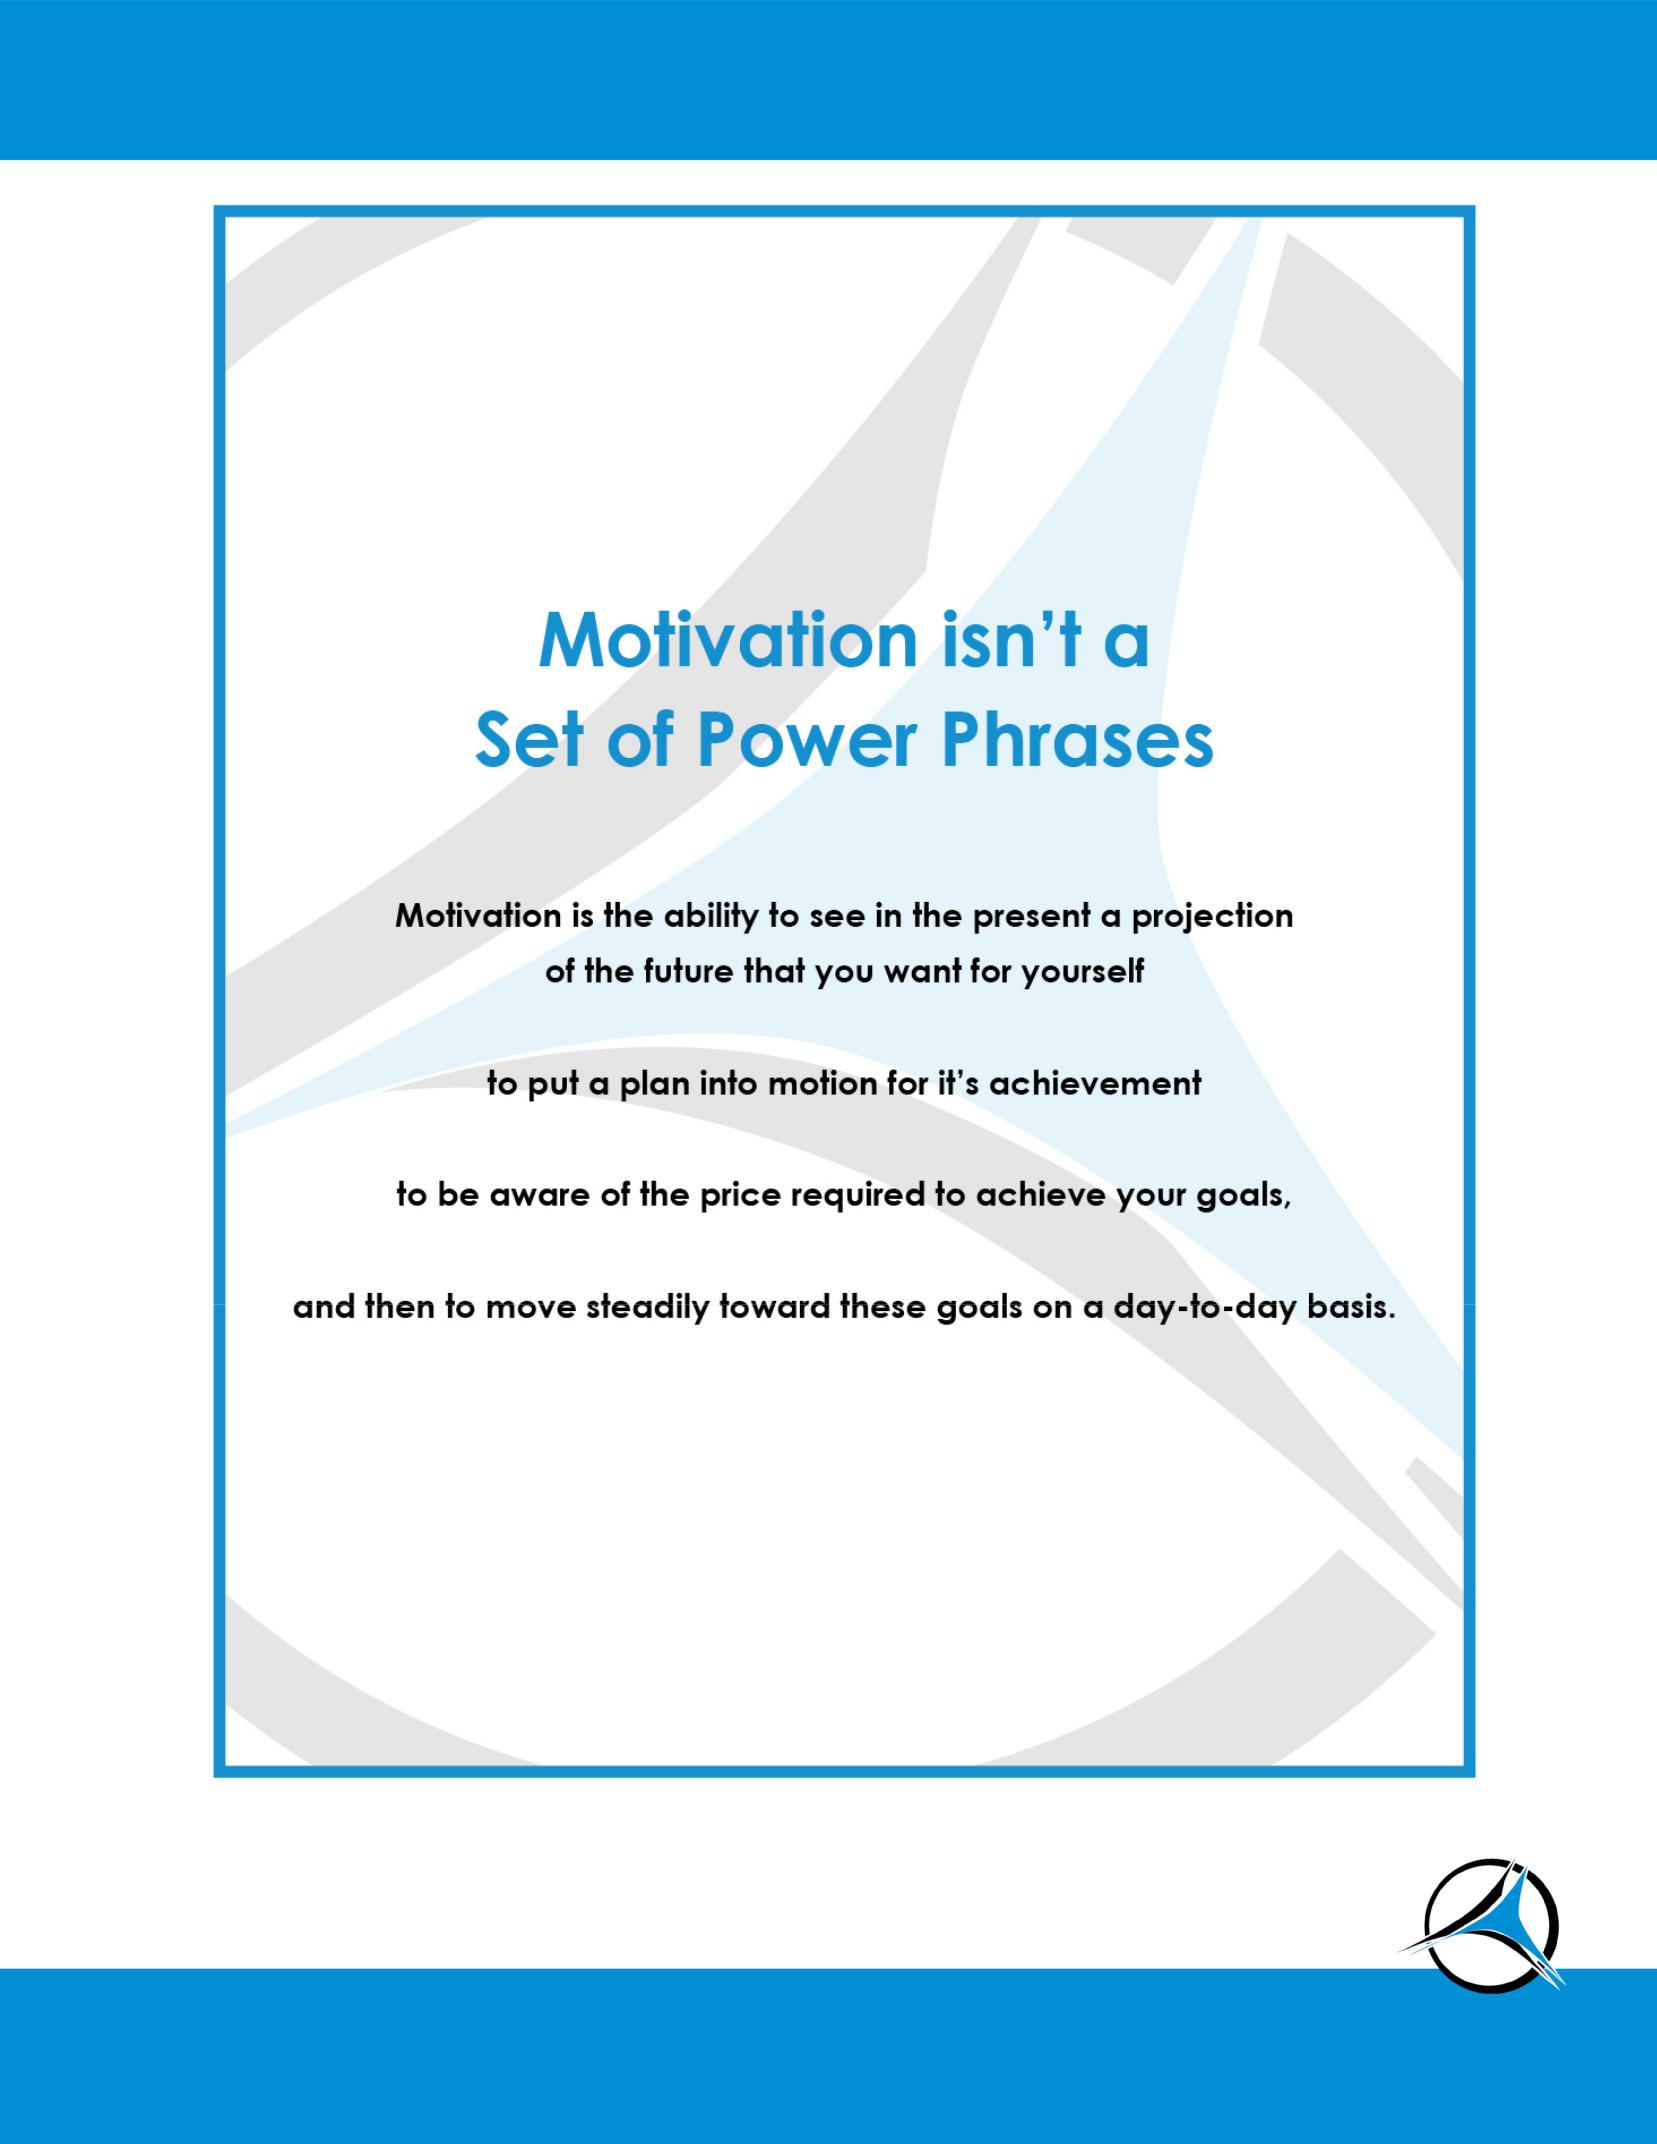 Motivation isn’t a
Set of Power Phrases
Motivation is the ability to see in the present a projection
of the future that you want for yourself
to put a plan into motion for it’s achievement
to be aware of the price required to achieve your goals,
and then to move steadily toward these goals on a day-to-day basis.